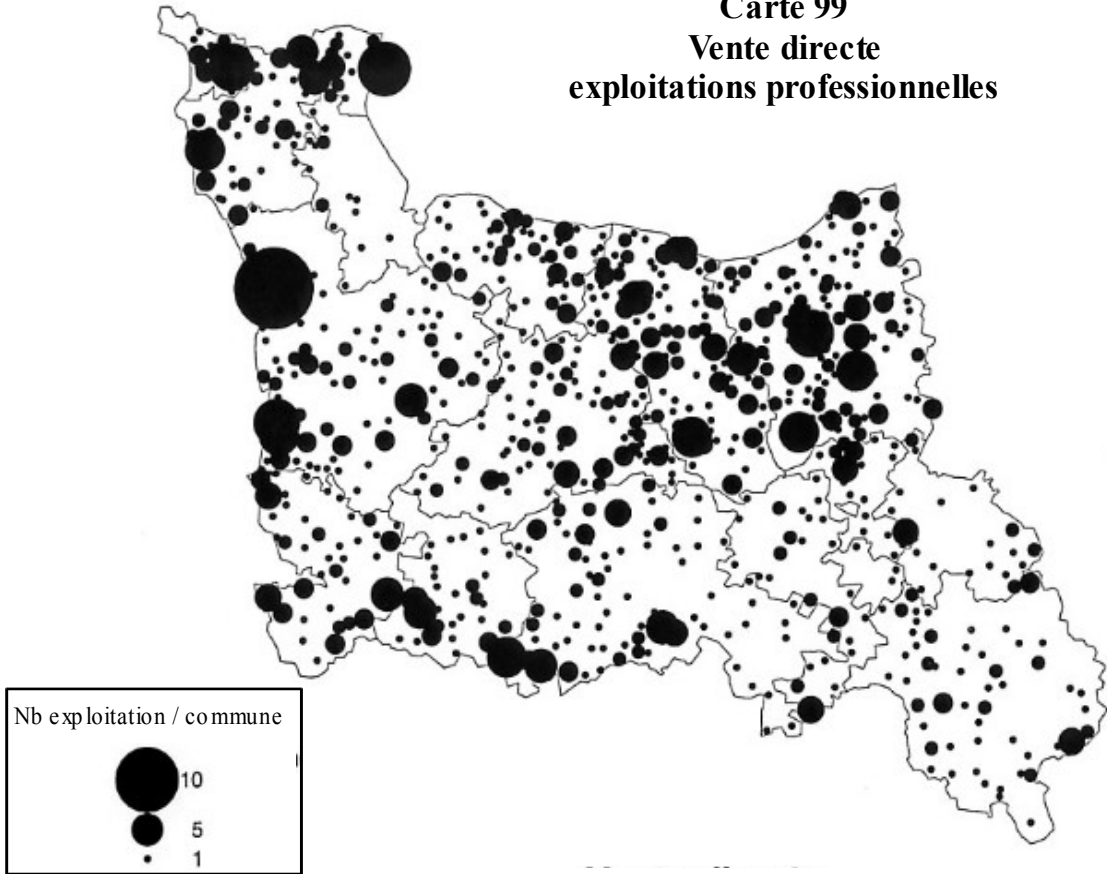 Carte 99
Vente directe
exploitations professionnelles
Nb exploitation / commune
10
5
1